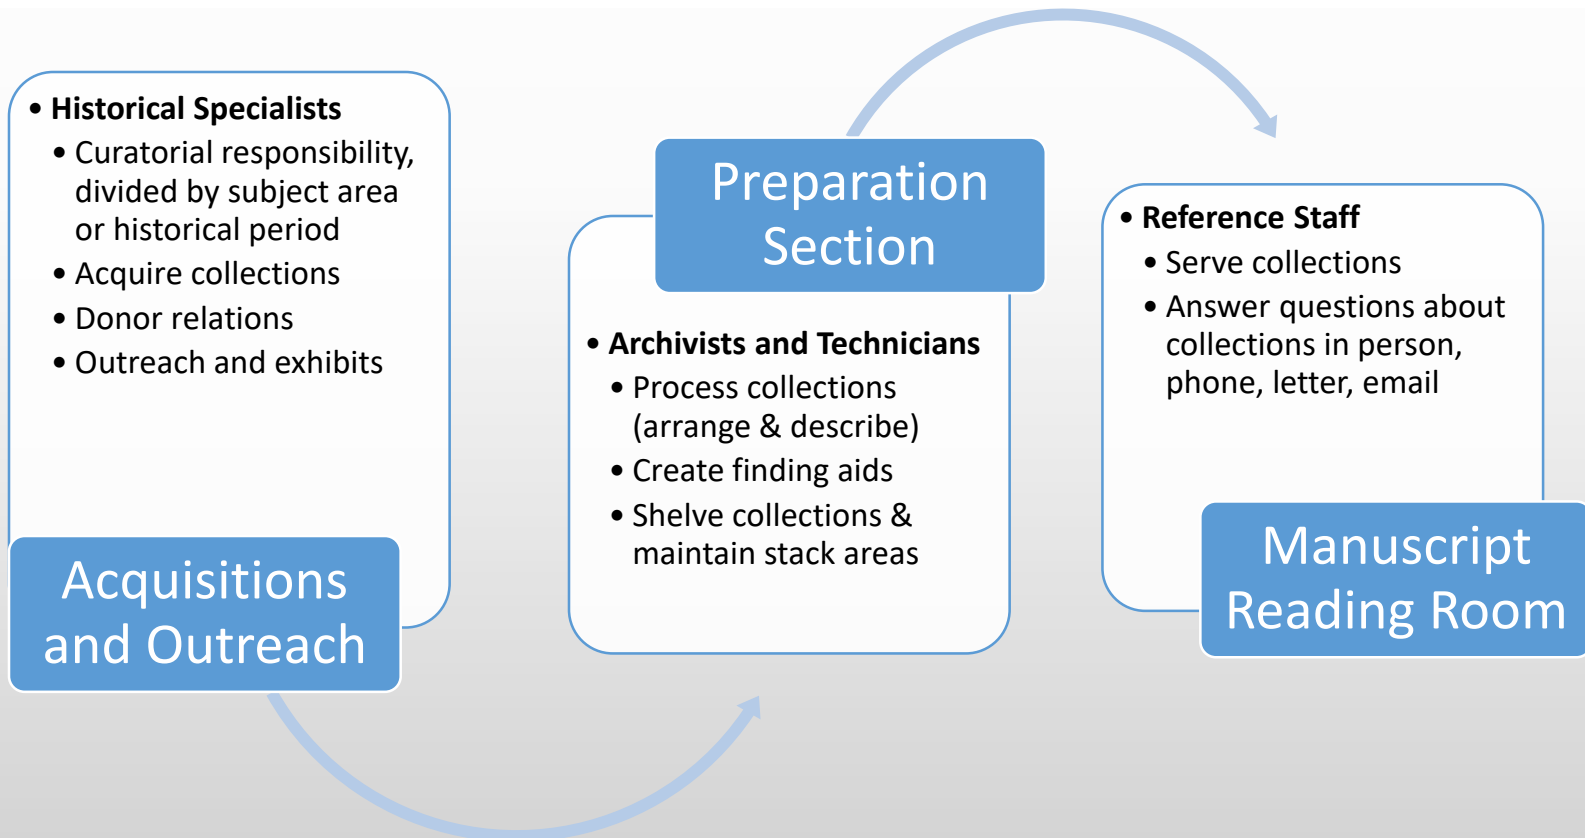 • Historical Specialists
• Curatorial responsibility,
divided by subject area
or historical period
• Acquire collections
• Donor relations
• Outreach and exhibits
Acquisitions
and Outreach
Preparation
Section
• Archivists and Technicians
• Process collections
(arrange & describe)
• Create finding aids
• Shelve collections &
maintain stack areas
• Reference Staff
• Serve collections
• Answer questions about
collections in person,
phone, letter, email
Manuscript
Reading Room